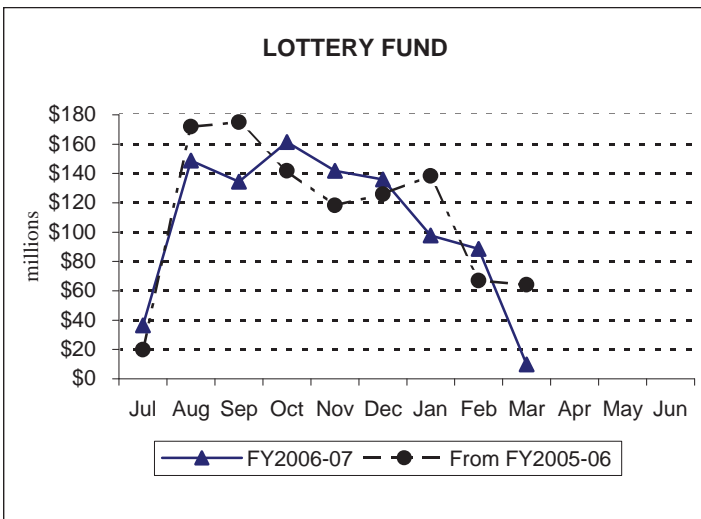 LOTTERY FUND
millions
$180
$160
$140
$120
$100
$80
$60
$40
$20
$0
Jul Aug Sep Oct Nov Dec Jan Feb Mar Apr May Jun
FY2006-07 From FY2005-06